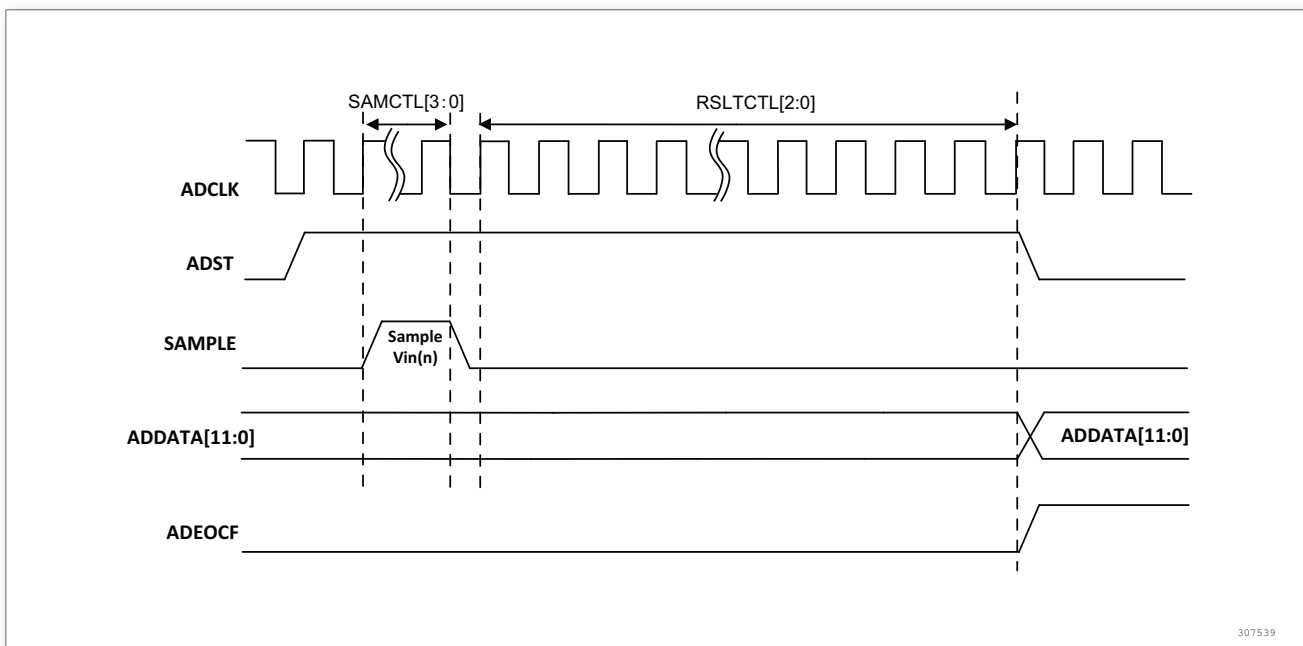 SAMCTL[3:0]
RSLTCTL[2:0]
ADCLK
ADST
SAMPLE
Sample
Vin(n)
ADDATA[11:0]
ADDATA[11:0]
ADEOCF
307539